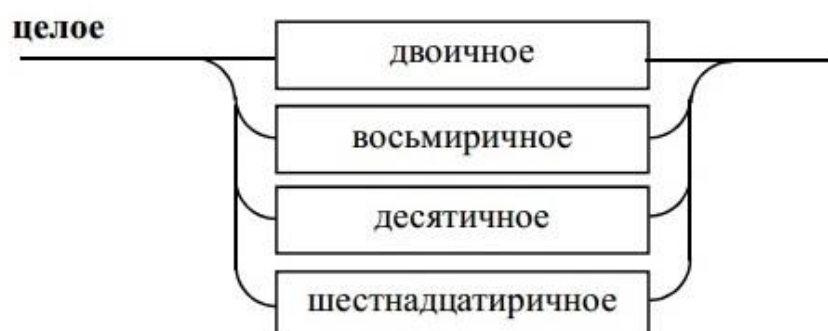 целое
двоичное
восьмиричное
десятичное
шестнадцатиричное